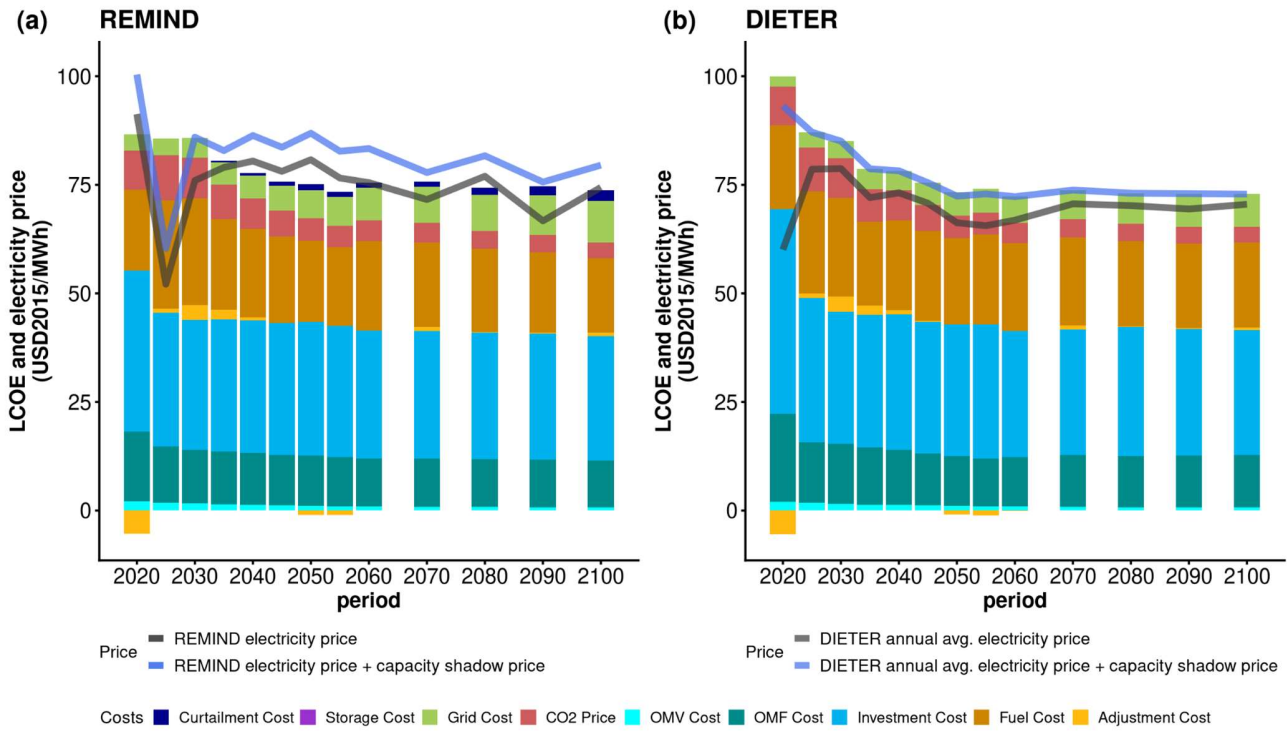 (a) REMIND
LCOE and electricity price
(USD2015/MWh)
100
75
50
25
0
2020 2030 2040 2050 2060 2070 2080 2090 2100
period
Price
REMIND electricity price
REMIND electricity price + capacity shadow price
(b) DIETER
LCOE and electricity price
(USD2015/MWh)
100
75
50
25
0
2020 2030 2040 2050 2060 2070 2080 2090 2100
period
Price
DIETER annual avg. electricity price
DIETER annual avg. electricity price + capacity shadow price
Costs Curtailment Cost Storage Cost Grid Cost CO2 Price OMV Cost OMF Cost Investment Cost Fuel Cost Adjustment Cost